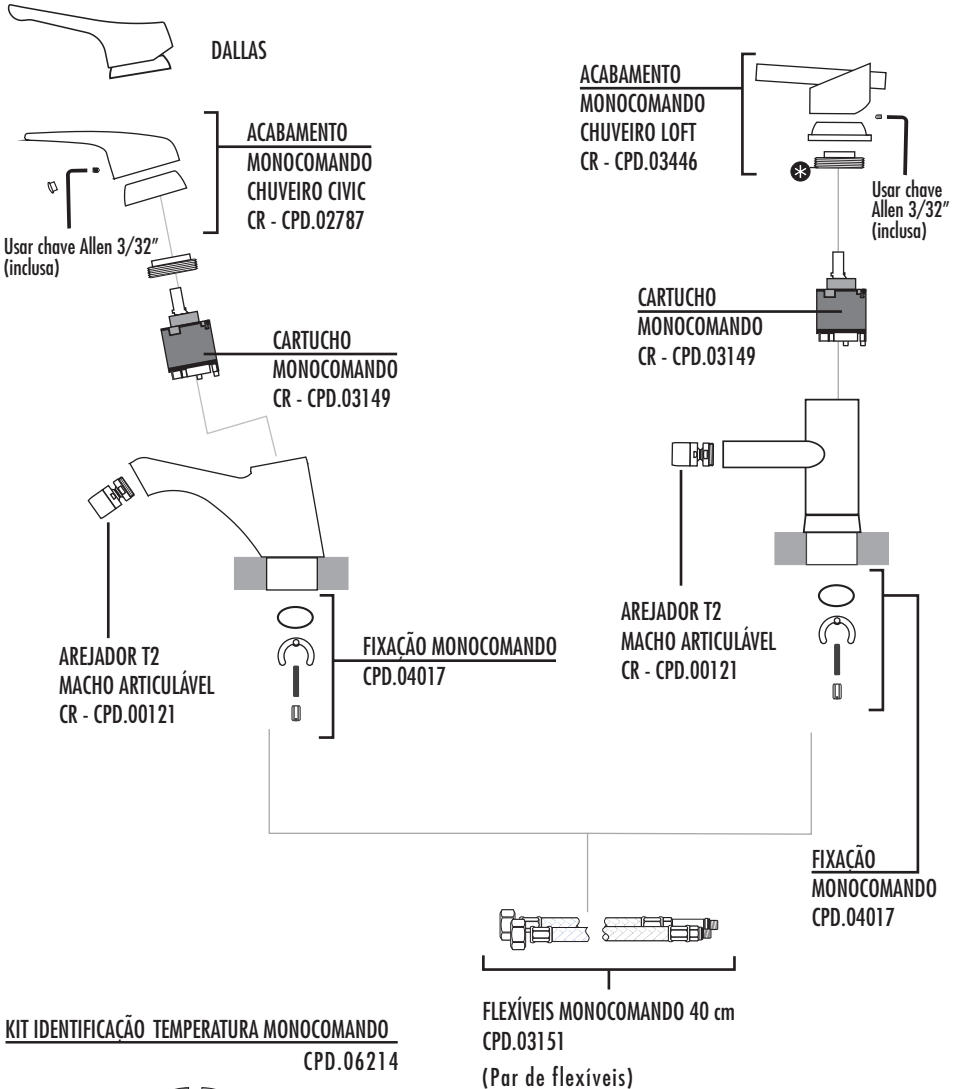 DALLAS
ACABAMENTO
MONOCOMANDO
CHUVEIRO CIVIC
CR - CPD.02787
Usar chave Allen 3/32"
(inclusa)
CARTUCHO
MONOCOMANDO
CR - CPD.03149
AREJADOR T2
MACHO ARTICULÁVEL
CR - CPD.00121
FIXAÇÃO MONOCOMANDO
CPD.04017
ACABAMENTO
MONOCOMANDO
CHUVEIRO LOFT
CR - CPD.03446
Usar chave
Allen 3/32"
(inclusa)
CARTUCHO
MONOCOMANDO
CR - CPD.03149
AREJADOR T2
MACHO ARTICULÁVEL
CR - CPD.00121
FIXAÇÃO
MONOCOMANDO
CPD.04017
FLEXÍVEIS MONOCOMANDO 40 cm
CPD.03151
(Par de flexíveis)
KIT IDENTIFICAÇÃO TEMPERATURA MONOCOMANDO
CPD.06214